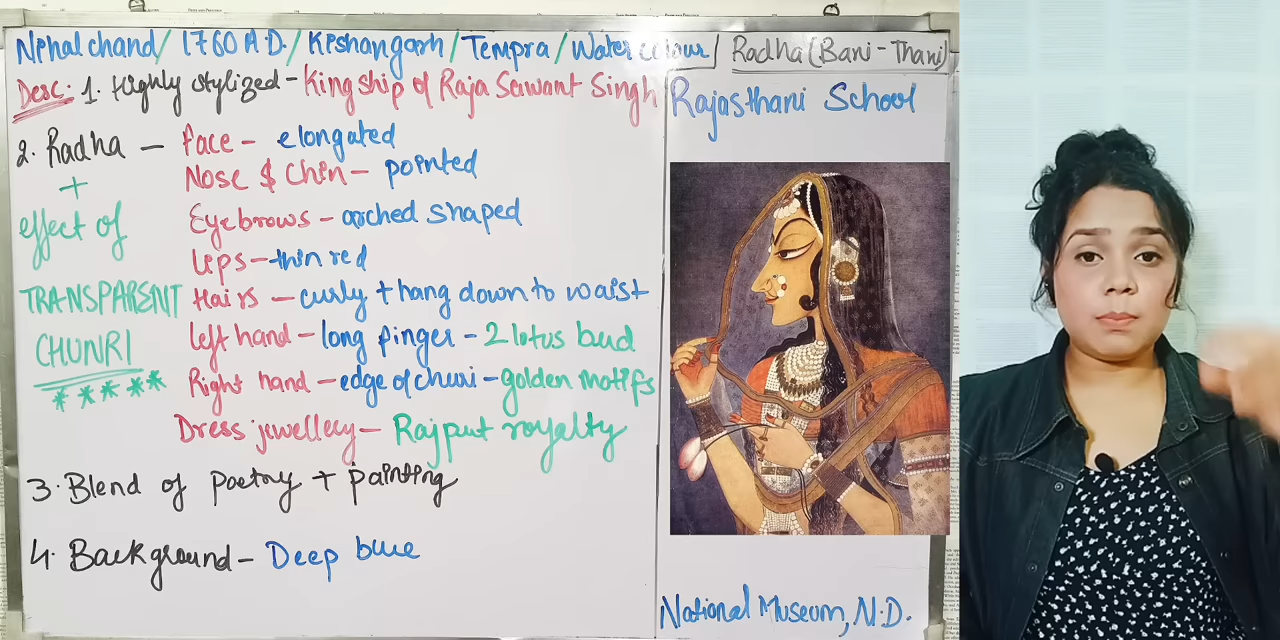 Nihalchand / 1760 A.D. / Kishangarh / Tempra / Water colour / Radha (Bani-Thani)
Desc: 1. Highly stylized - Kingship of Raja Sawant Singh
Rajasthani School
2. Radha - face - elongated
+
effect of
TRANSPARENT
CHUNRI
*****
Nose & Chin - pointed
Eyebrows - arched shaped
Lips - thin red
Hairs - curly + hang down to waist
left hand - long finger - 2 lotus bud
Right hand - edge of chunri - golden motifs
Dress jewellery - Rajput royalty
3. Blend of poetry + painting
4. Background - Deep blue
National Museum, N.D.